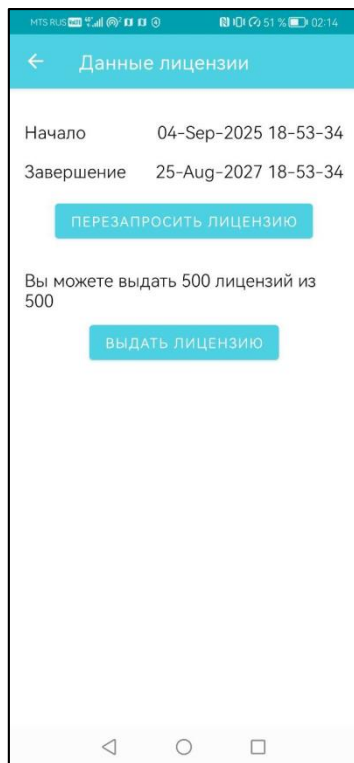 MTS RUS 51 % 02:14
Данные лицензии
Начало 04-Sep-2025 18-53-34
Завершение 25-Aug-2027 18-53-34
ПЕРЕЗАПРОСИТЬ ЛИЦЕНЗИЮ
Вы можете выдать 500 лицензий из
500
ВЫДАТЬ ЛИЦЕНЗИЮ